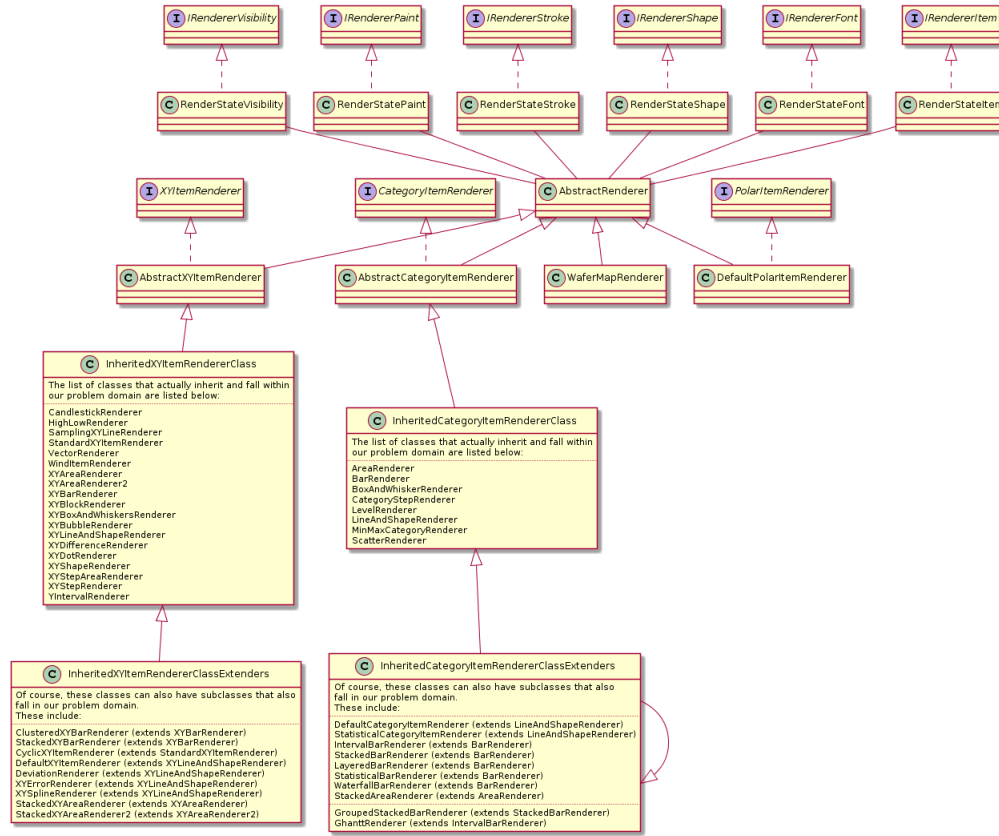 I IRendererVisibility
I IRendererPaint
I IRendererStroke
I IRendererShape
I IRendererFont
I IRendererItem
C RenderStateVisibility
C RenderStatePaint
C RenderStateStroke
C RenderStateShape
C RenderStateFont
C RenderStateItem
I XYItemRenderer
I CategoryItemRenderer
C AbstractRenderer
I PolarItemRenderer
C AbstractXYItemRenderer
C AbstractCategoryItemRenderer
C WaferMapRenderer
C DefaultPolarItemRenderer
C InheritedXYItemRendererClass
The list of classes that actually inherit and fall within
our problem domain are listed below:
CandlestickRenderer
HighLowRenderer
SamplingXYLineRenderer
StandardXYItemRenderer
VectorRenderer
WindItemRenderer
XYAreaRenderer
XYAreaRenderer2
XYBarRenderer
XYBlockRenderer
XYBoxAndWhiskersRenderer
XYBubbleRenderer
XYLineAndShapeRenderer
XYDifferenceRenderer
XYDotRenderer
XYShapeRenderer
XYStepAreaRenderer
XYStepRenderer
YIntervalRenderer
C InheritedCategoryItemRendererClass
The list of classes that actually inherit and fall within
our problem domain are listed below:
AreaRenderer
BarRenderer
BoxAndWhiskerRenderer
CategoryStepRenderer
LevelRenderer
LineAndShapeRenderer
MinMaxCategoryRenderer
ScatterRenderer
C InheritedXYItemRendererClassExtenders
Of course, these classes can also have subclasses that also
fall in our problem domain.
These include:
ClusteredXYBarRenderer (extends XYBarRenderer)
StackedXYBarRenderer (extends XYBarRenderer)
CyclicXYItemRenderer (extends StandardXYItemRenderer)
DefaultXYItemRenderer (extends XYLineAndShapeRenderer)
DeviationRenderer (extends XYLineAndShapeRenderer)
XYErrorRenderer (extends XYLineAndShapeRenderer)
XYSplineRenderer (extends XYLineAndShapeRenderer)
StackedXYAreaRenderer (extends XYAreaRenderer)
StackedXYAreaRenderer2 (extends XYAreaRenderer2)
C InheritedCategoryItemRendererClassExtenders
Of course, these classes can also have subclasses that also
fall in our problem domain.
These include:
DefaultCategoryItemRenderer (extends LineAndShapeRenderer)
StatisticalCategoryItemRenderer (extends LineAndShapeRenderer)
IntervalBarRenderer (extends BarRenderer)
StackedBarRenderer (extends BarRenderer)
LayeredBarRenderer (extends BarRenderer)
StatisticalBarRenderer (extends BarRenderer)
WaterfallBarRenderer (extends BarRenderer)
StackedAreaRenderer (extends AreaRenderer)
GroupedStackedBarRenderer (extends StackedBarRenderer)
GhanttRenderer (extends IntervalBarRenderer)